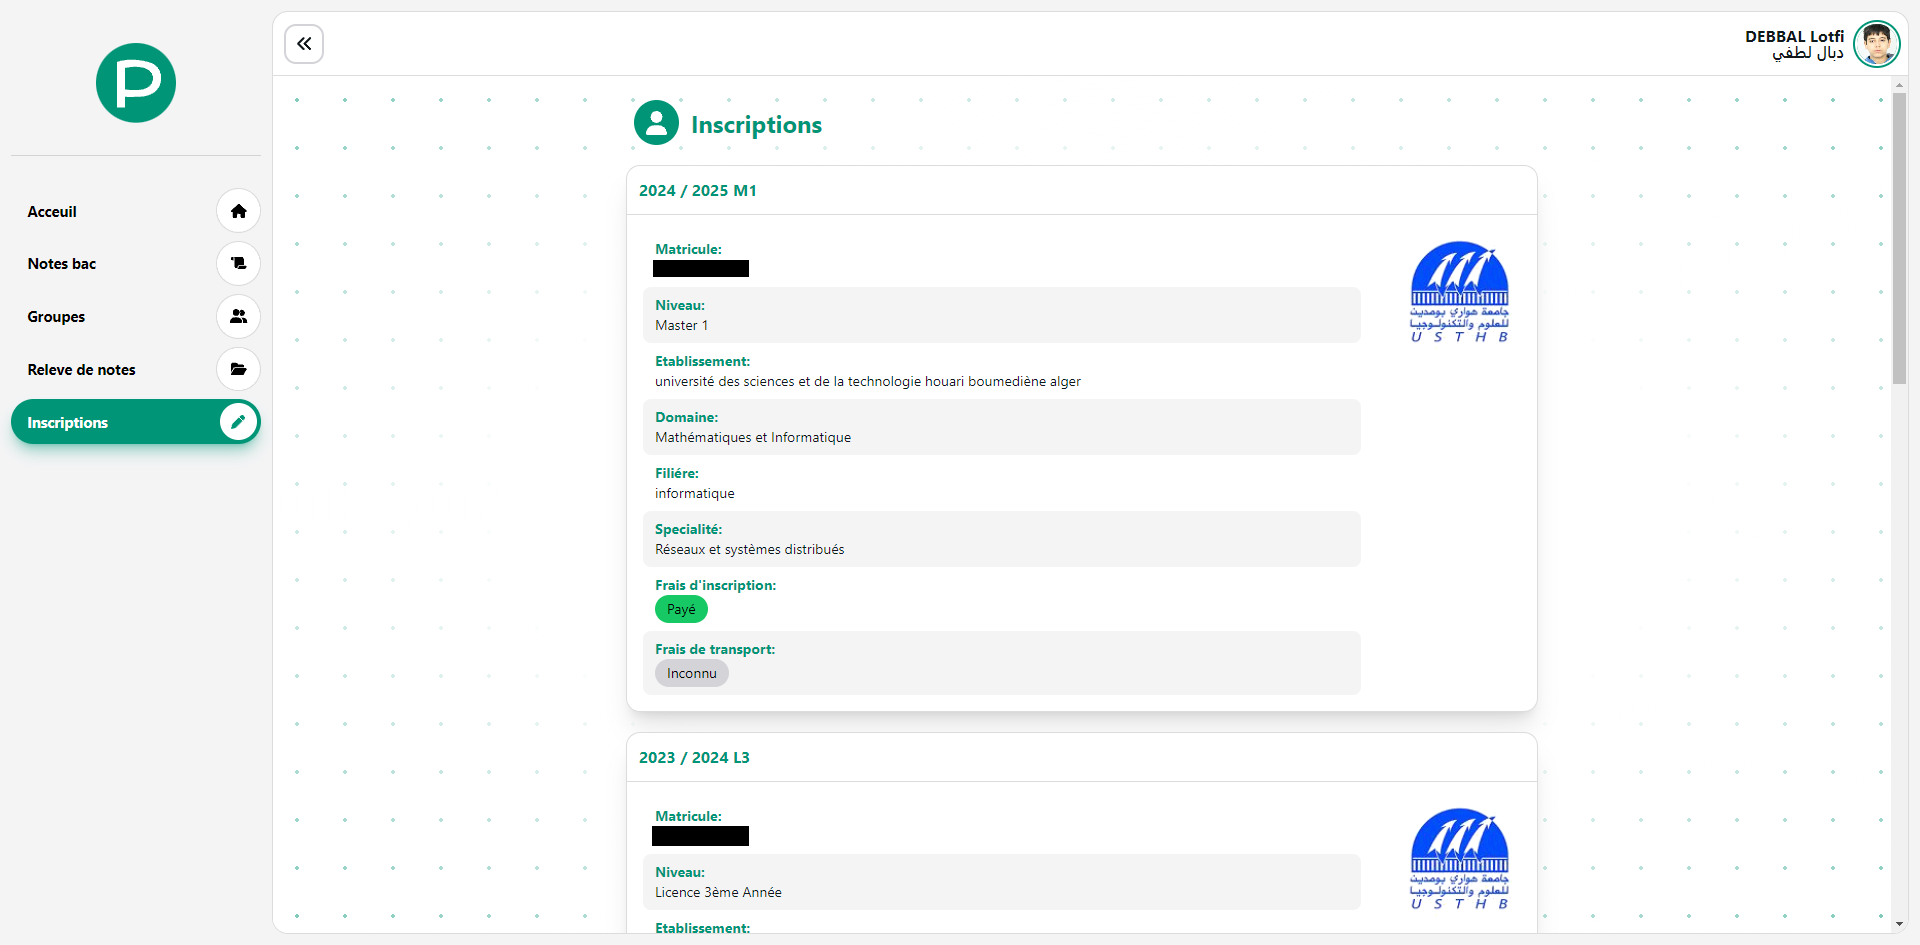 P
DEBBAL Lotfi
دبال لطفي
Acceuil
Notes bac
Groupes
Releve de notes
Inscriptions
Inscriptions
2024 / 2025 M1
Matricule:
Niveau:
Master 1
Etablissement:
université des sciences et de la technologie houari boumediène alger
Domaine:
Mathématiques et Informatique
Filiére:
informatique
Specialité:
Réseaux et systèmes distribués
Frais d'inscription:
Payé
Frais de transport:
Inconnu
جامعة هواري بومدين
للعلوم والتكنولوجيا
U S T H B
2023 / 2024 L3
Matricule:
Niveau:
Licence 3ème Année
Etablissement:
جامعة هواري بومدين
للعلوم والتكنولوجيا
U S T H B